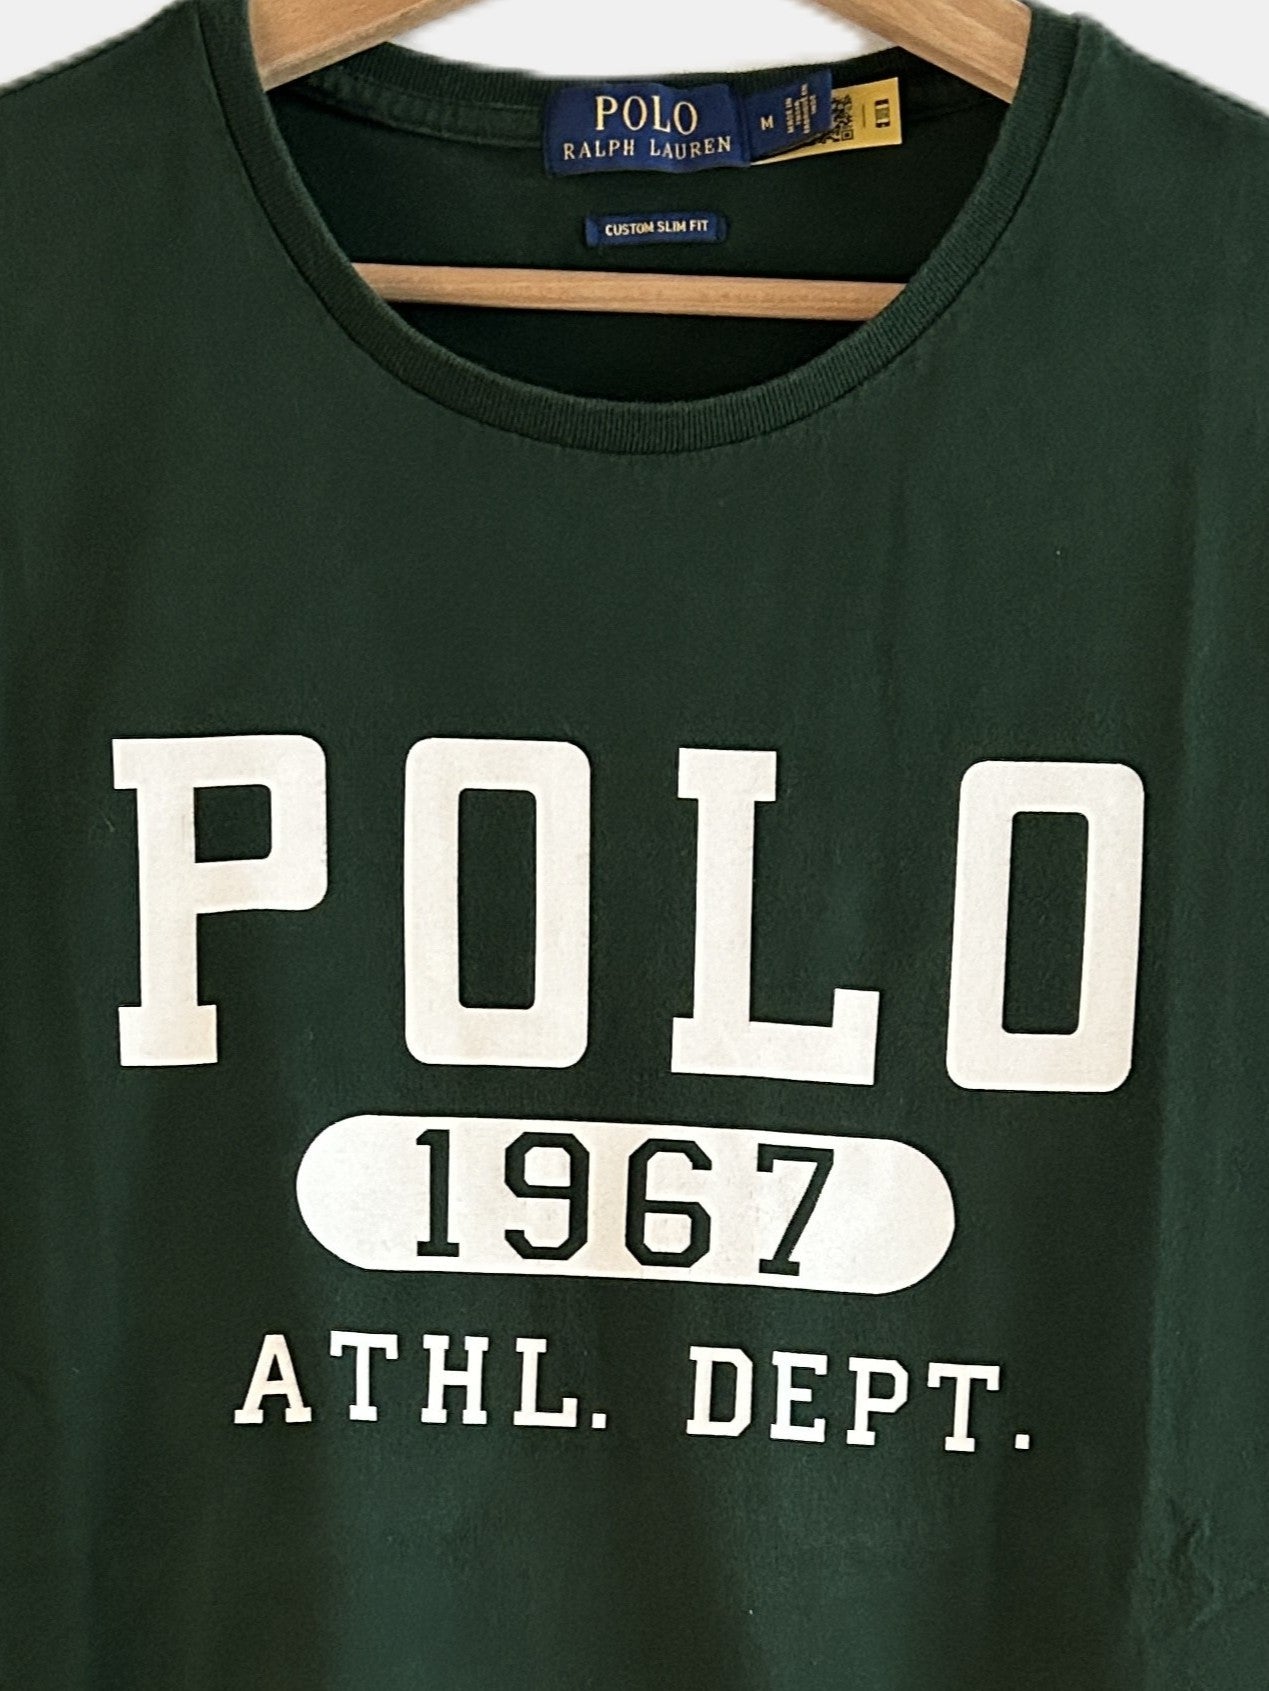 POLO
RALPH LAUREN
M
CUSTOM SLIM FIT
POLO
1967
ATHL. DEPT.